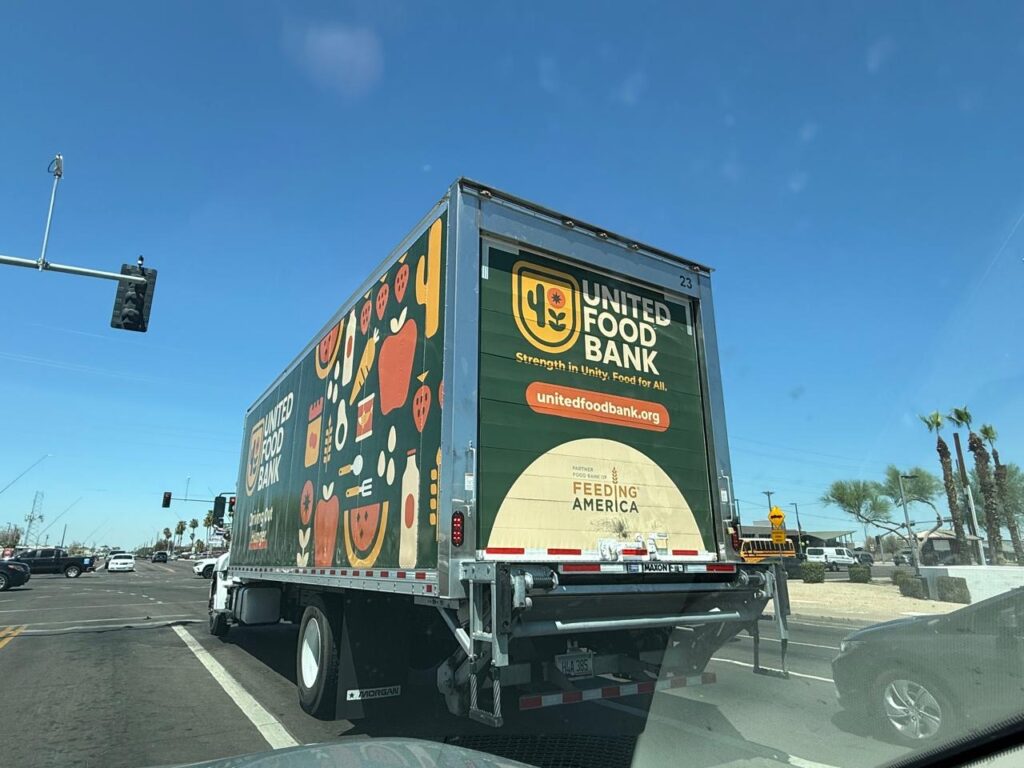 23
UNITED
FOOD
BANK
Strength in Unity. Food for All.
unitedfoodbank.org
PARTNER
FOOD BANK OF
FEEDING
AMERICA
MAXON
UNITED
FOOD
BANK
MORGAN